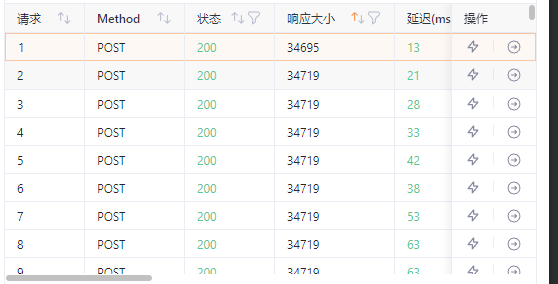 请求 Method 状态 响应大小 延迟(ms 操作
1 POST 200 34695 13
2 POST 200 34719 21
3 POST 200 34719 28
4 POST 200 34719 33
5 POST 200 34719 42
6 POST 200 34719 38
7 POST 200 34719 53
8 POST 200 34719 63
9 POST 200 34719 63